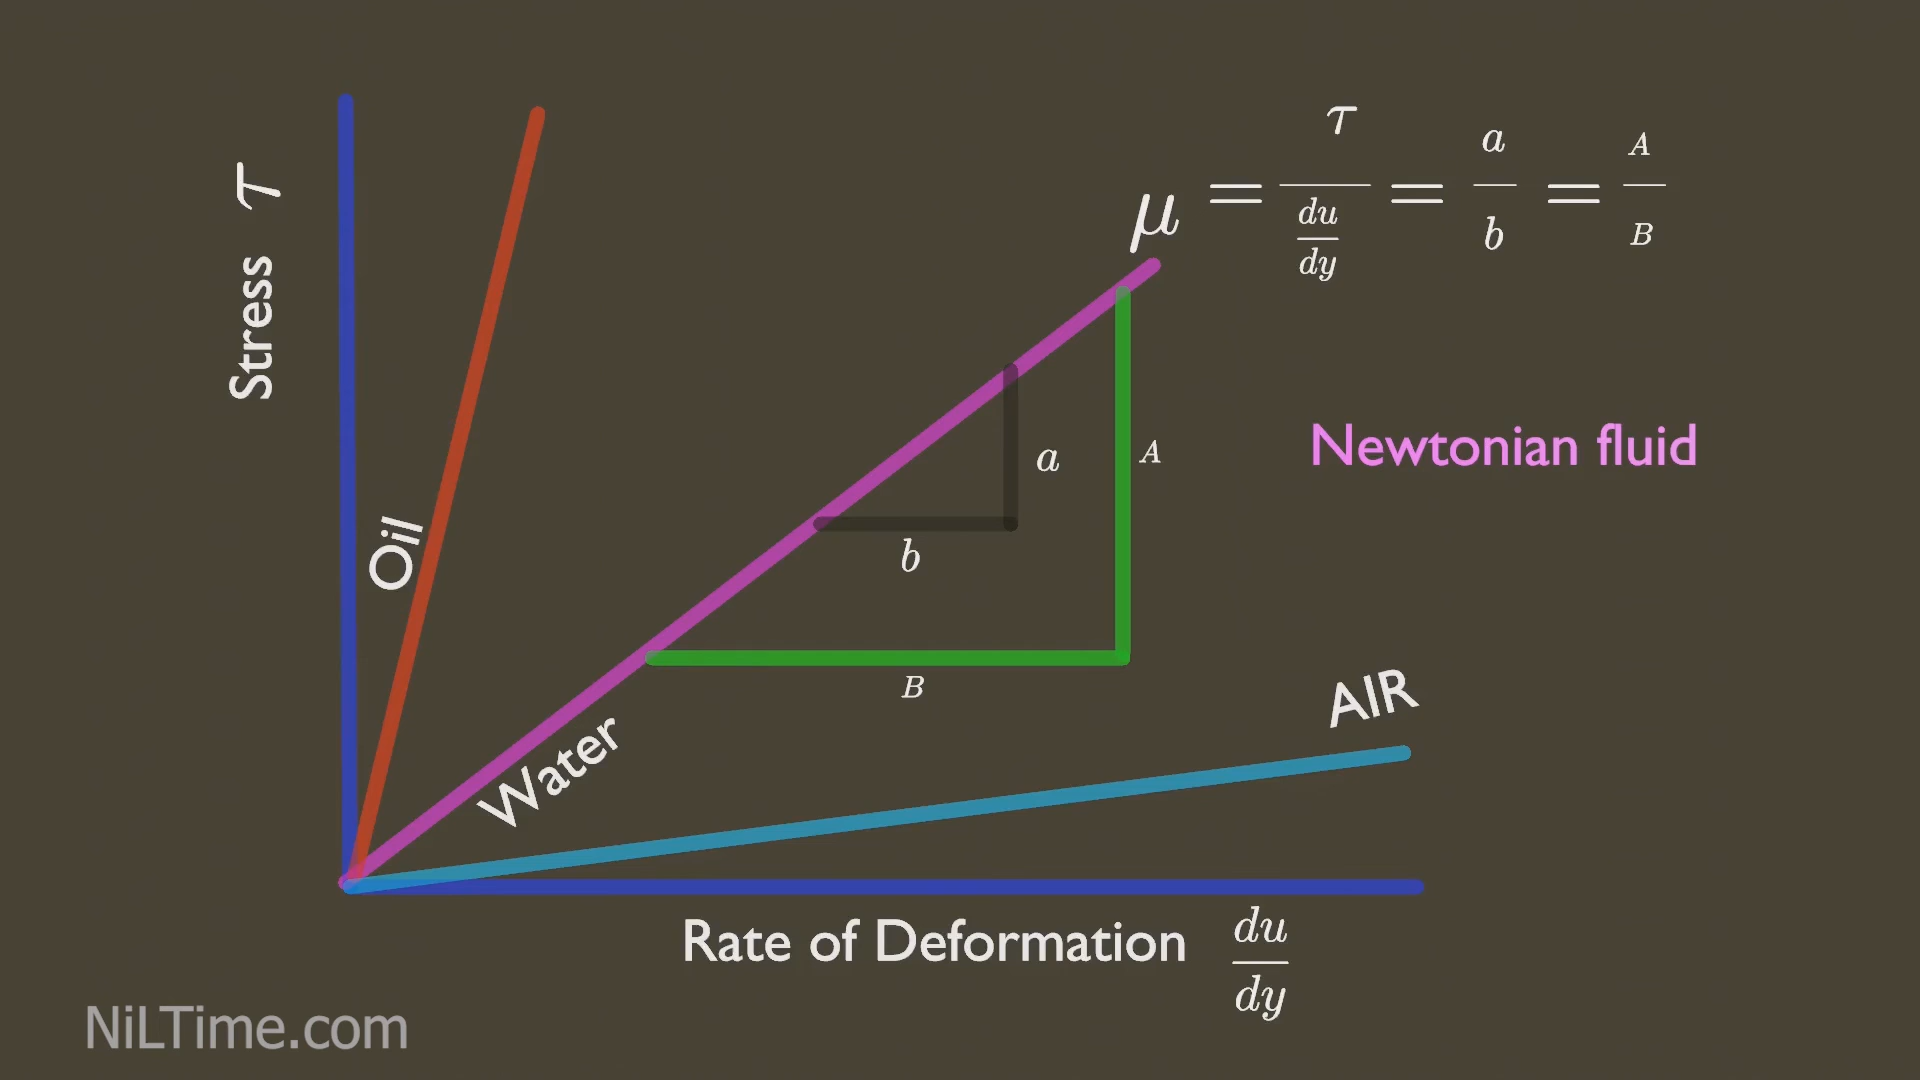 Stress τ
μ = τ / du/dy = a / b = A / B
Newtonian fluid
Oil
a
A
b
B
Water
AIR
Rate of Deformation du/dy
NiLTime.com